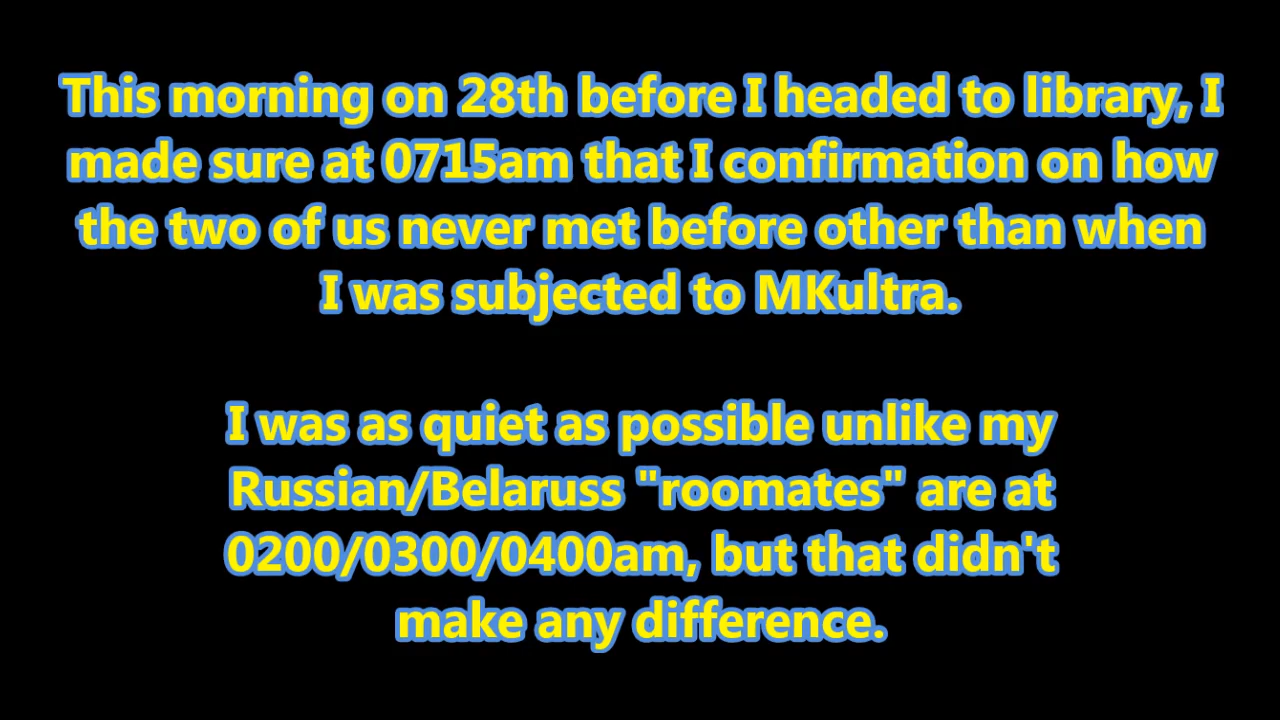 This morning on 28th before I headed to library, I
made sure at 0715am that I confirmation on how
the two of us never met before other than when
I was subjected to MKultra.
I was as quiet as possible unlike my
Russian/Belaruss "roomates" are at
0200/0300/0400am, but that didn't
make any difference.